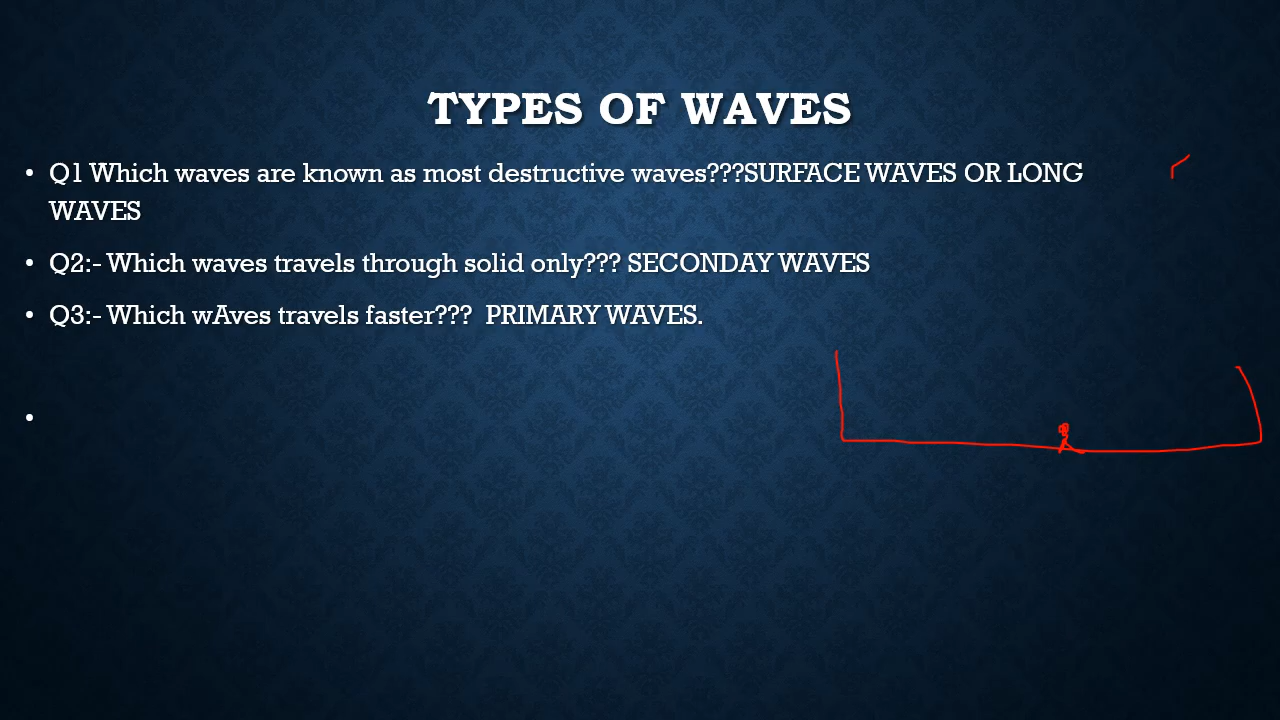 TYPES OF WAVES
• Q1 Which waves are known as most destructive waves???SURFACE WAVES OR LONG
WAVES
• Q2:- Which waves travels through solid only??? SECONDAY WAVES
• Q3:- Which wAves travels faster??? PRIMARY WAVES.
•